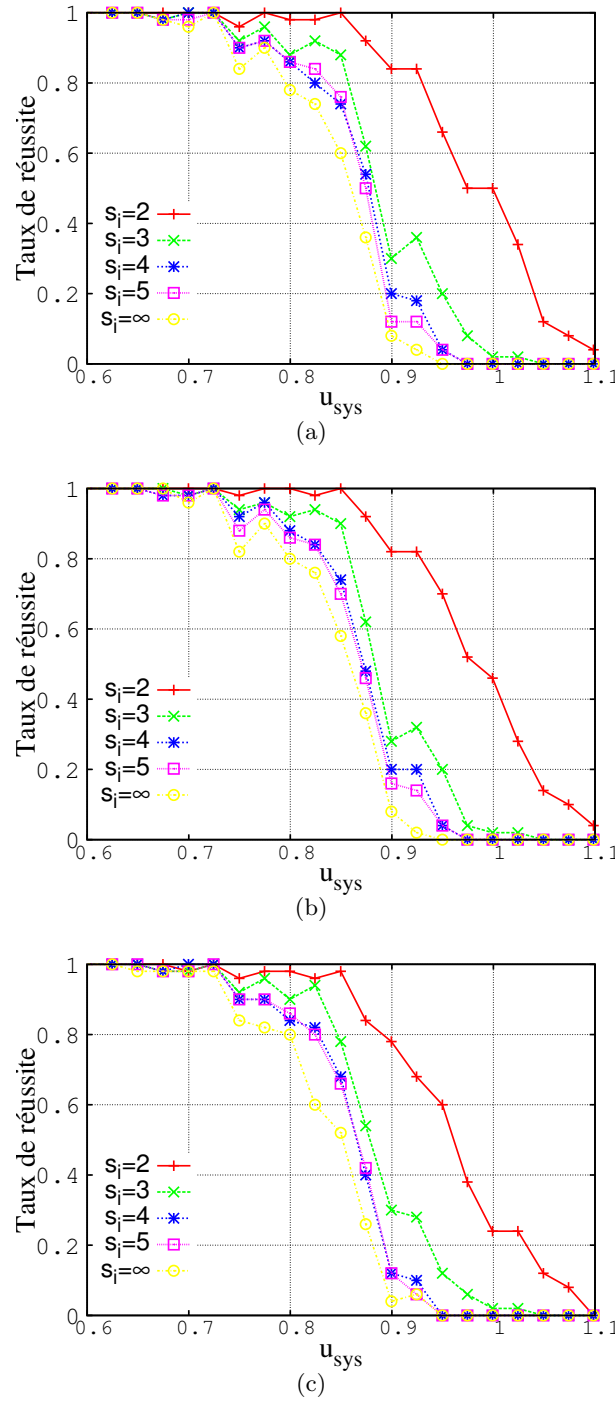 1
0.8
0.6
0.4
0.2
0
Taux de réussite
s_i=2
s_i=3
s_i=4
s_i=5
s_i=∞
0.6 0.7 0.8 0.9 1 1.1
u_sys
(a)
1
0.8
0.6
0.4
0.2
0
Taux de réussite
s_i=2
s_i=3
s_i=4
s_i=5
s_i=∞
0.6 0.7 0.8 0.9 1 1.1
u_sys
(b)
1
0.8
0.6
0.4
0.2
0
Taux de réussite
s_i=2
s_i=3
s_i=4
s_i=5
s_i=∞
0.6 0.7 0.8 0.9 1 1.1
u_sys
(c)